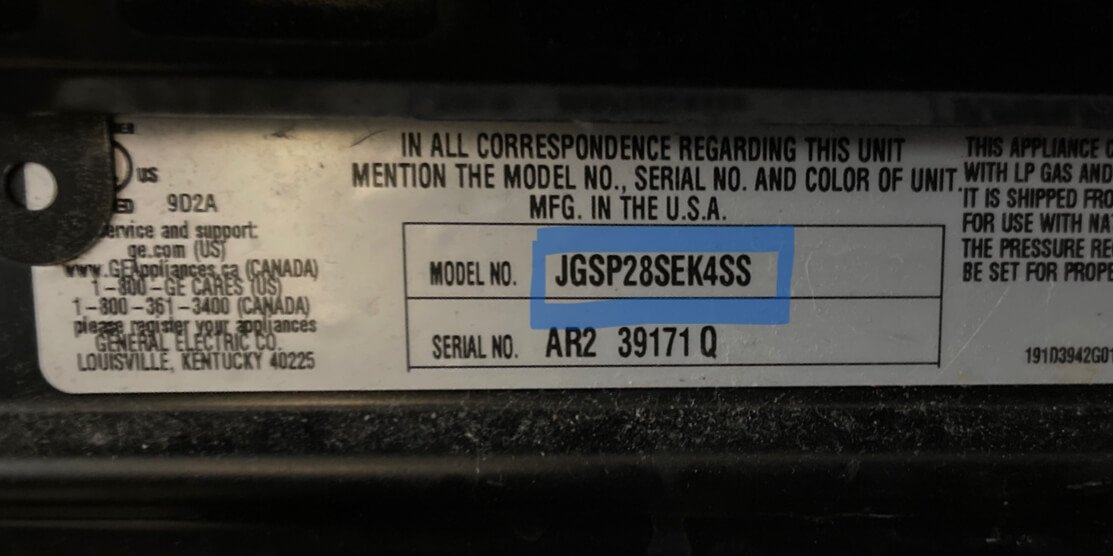 US
9D2A
ervice and support:
ge.com (US)
www.GEAppliances.ca (CANADA)
1-800-GE CARES (US)
1-800-361-3400 (CANADA)
please register your appliances
GENERAL ELECTRIC CO.
LOUISVILLE, KENTUCKY 40225
IN ALL CORRESPONDENCE REGARDING THIS UNIT
MENTION THE MODEL NO., SERIAL NO. AND COLOR OF UNIT.
MFG. IN THE U.S.A.
MODEL NO. JGSP28SEK4SS
SERIAL NO. AR2 39171 Q
THIS APPLIANCE C
WITH LP GAS AND
IT IS SHIPPED FRO
FOR USE WITH NA
THE PRESSURE RE
BE SET FOR PROP
191D3942G01